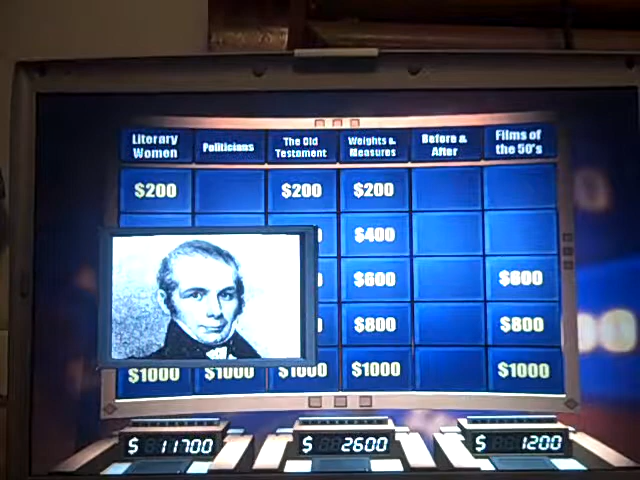 Literary Women
Politicians
The Old Testament
Weights & Measures
Before & After
Films of the 50's
$200 $200 $200
$400
$600 $600
$800 $800
$1000 $1000 $1000 $1000 $1000
$ 11700 $ 2600 $ 1200